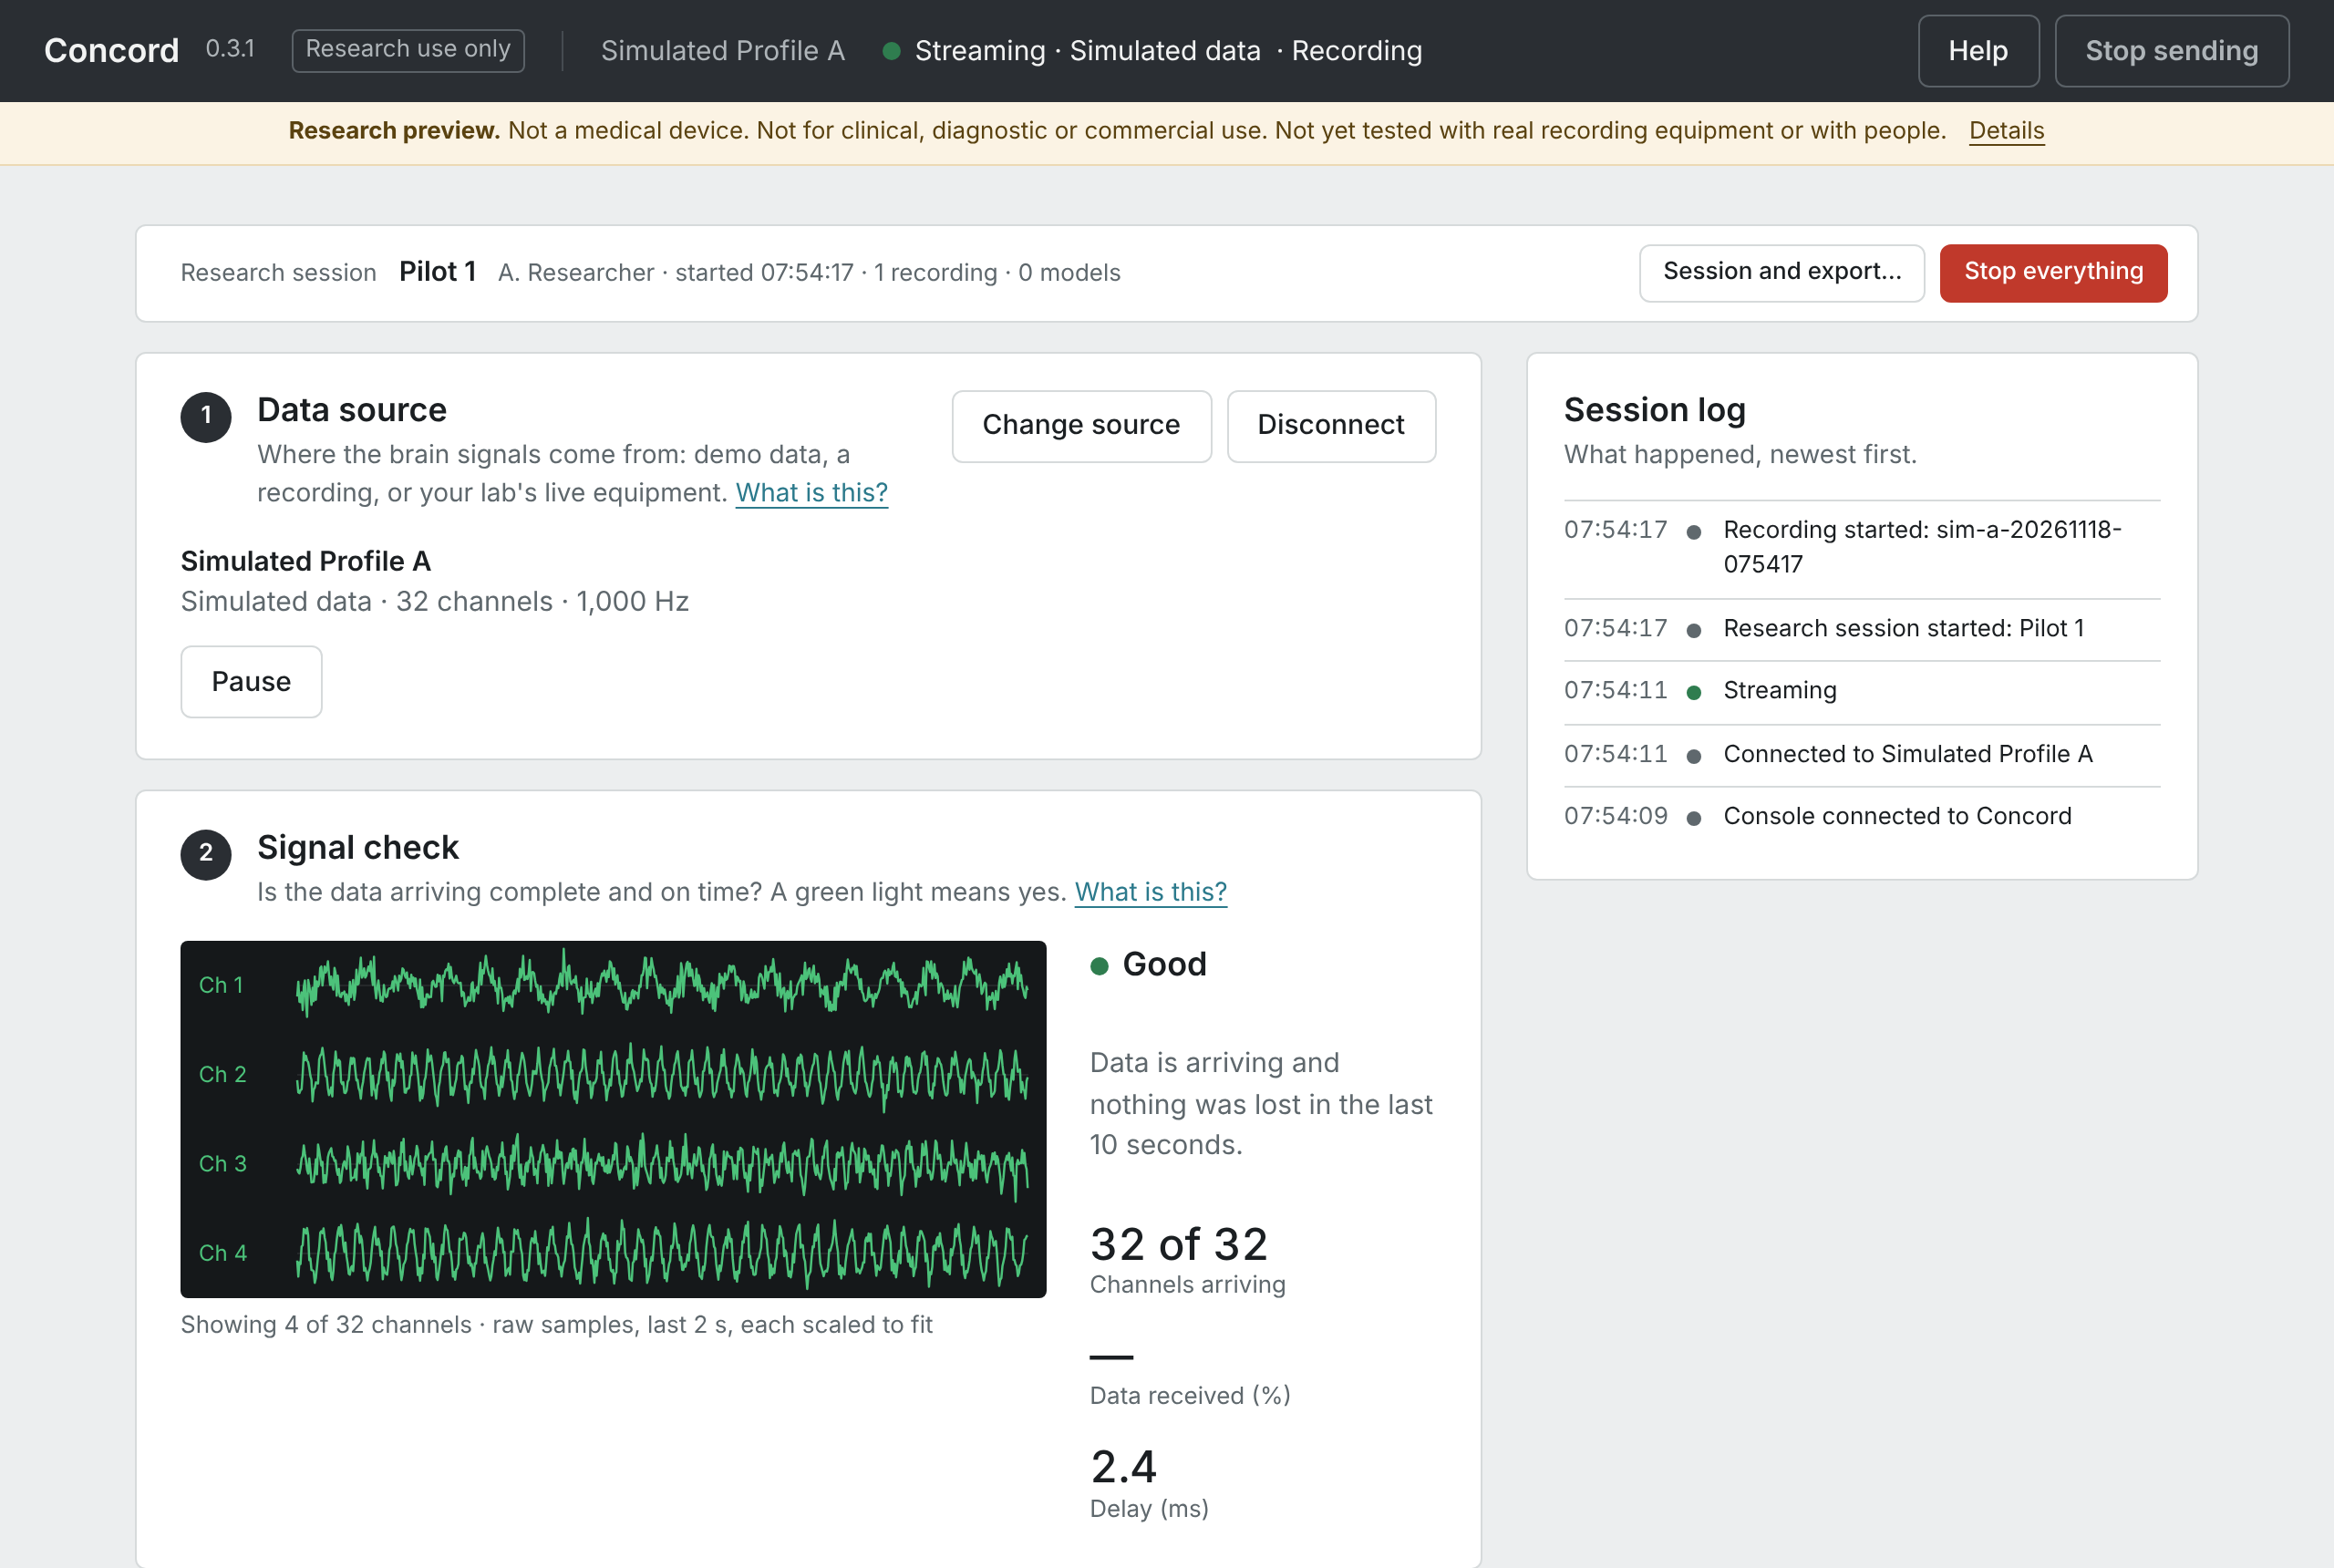 Concord 0.3.1 Research use only Simulated Profile A Streaming · Simulated data · Recording Help Stop sending
Research preview. Not a medical device. Not for clinical, diagnostic or commercial use. Not yet tested with real recording equipment or with people. Details
Research session Pilot 1 A. Researcher · started 07:54:17 · 1 recording · 0 models Session and export... Stop everything
1 Data source
Where the brain signals come from: demo data, a
recording, or your lab's live equipment. What is this?
Change source Disconnect
Simulated Profile A
Simulated data · 32 channels · 1,000 Hz
Pause
2 Signal check
Is the data arriving complete and on time? A green light means yes. What is this?
Ch 1
Ch 2
Ch 3
Ch 4
Showing 4 of 32 channels · raw samples, last 2 s, each scaled to fit
Good
Data is arriving and
nothing was lost in the last
10 seconds.
32 of 32
Channels arriving
—
Data received (%)
2.4
Delay (ms)
Session log
What happened, newest first.
07:54:17 Recording started: sim-a-20261118-
075417
07:54:17 Research session started: Pilot 1
07:54:11 Streaming
07:54:11 Connected to Simulated Profile A
07:54:09 Console connected to Concord